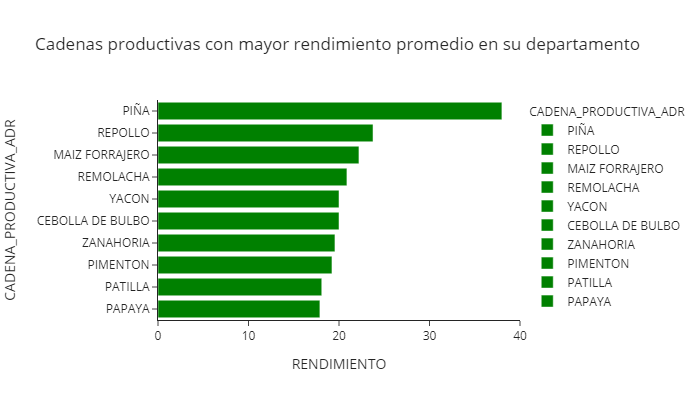 Cadenas productivas con mayor rendimiento promedio en su departamento
CADENA_PRODUCTIVA_ADR
PIÑA
REPOLLO
MAIZ FORRAJERO
REMOLACHA
YACON
CEBOLLA DE BULBO
ZANAHORIA
PIMENTON
PATILLA
PAPAYA
0 10 20 30 40
RENDIMIENTO
CADENA_PRODUCTIVA_ADR
PIÑA
REPOLLO
MAIZ FORRAJERO
REMOLACHA
YACON
CEBOLLA DE BULBO
ZANAHORIA
PIMENTON
PATILLA
PAPAYA